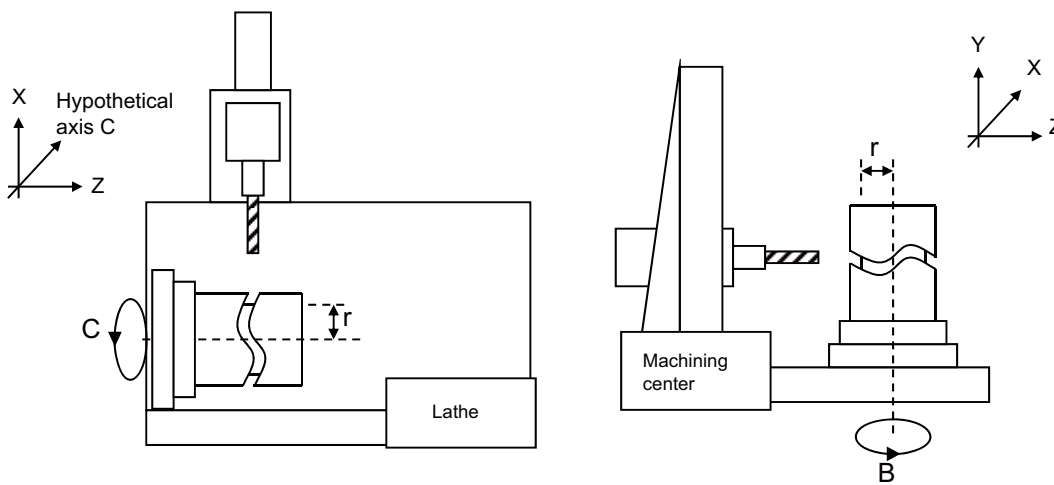 X
Hypothetical
axis C
Z
C
r
Lathe
Y
X
Z
r
Machining
center
B